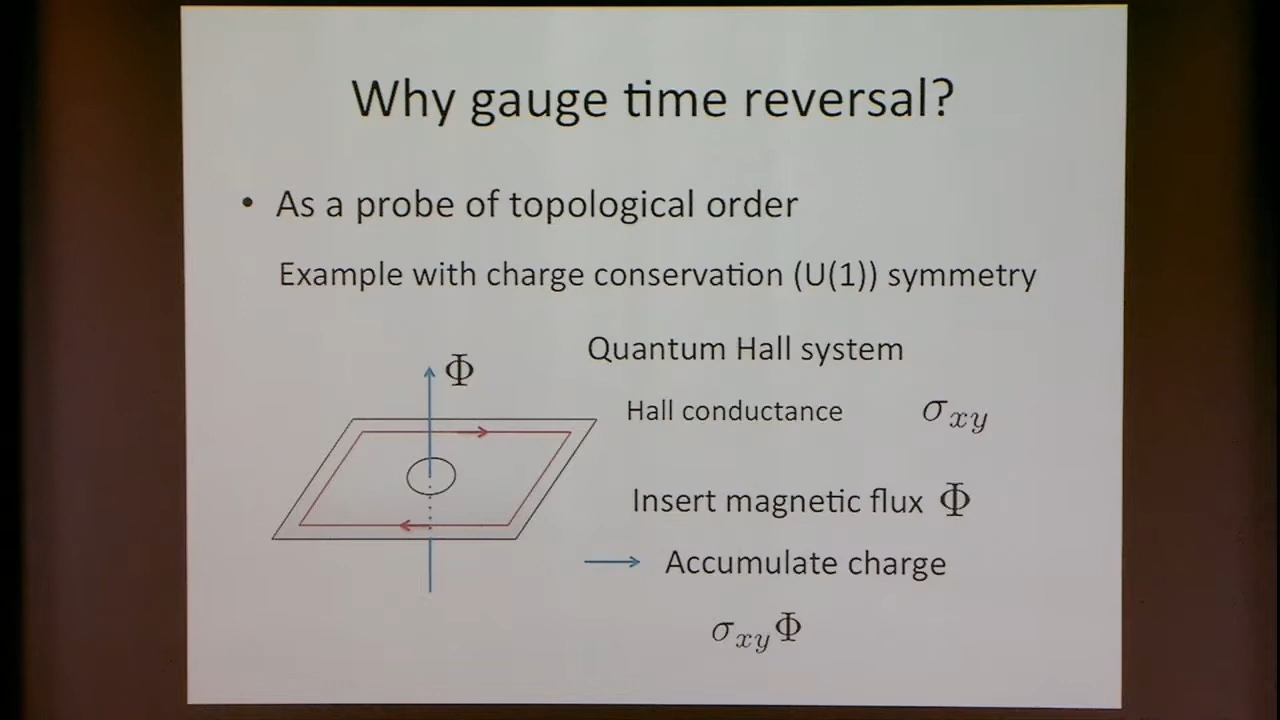 Why gauge time reversal?
• As a probe of topological order
Example with charge conservation (U(1)) symmetry
Φ
Quantum Hall system
Hall conductance σxy
Insert magnetic flux Φ
Accumulate charge
σxyΦ